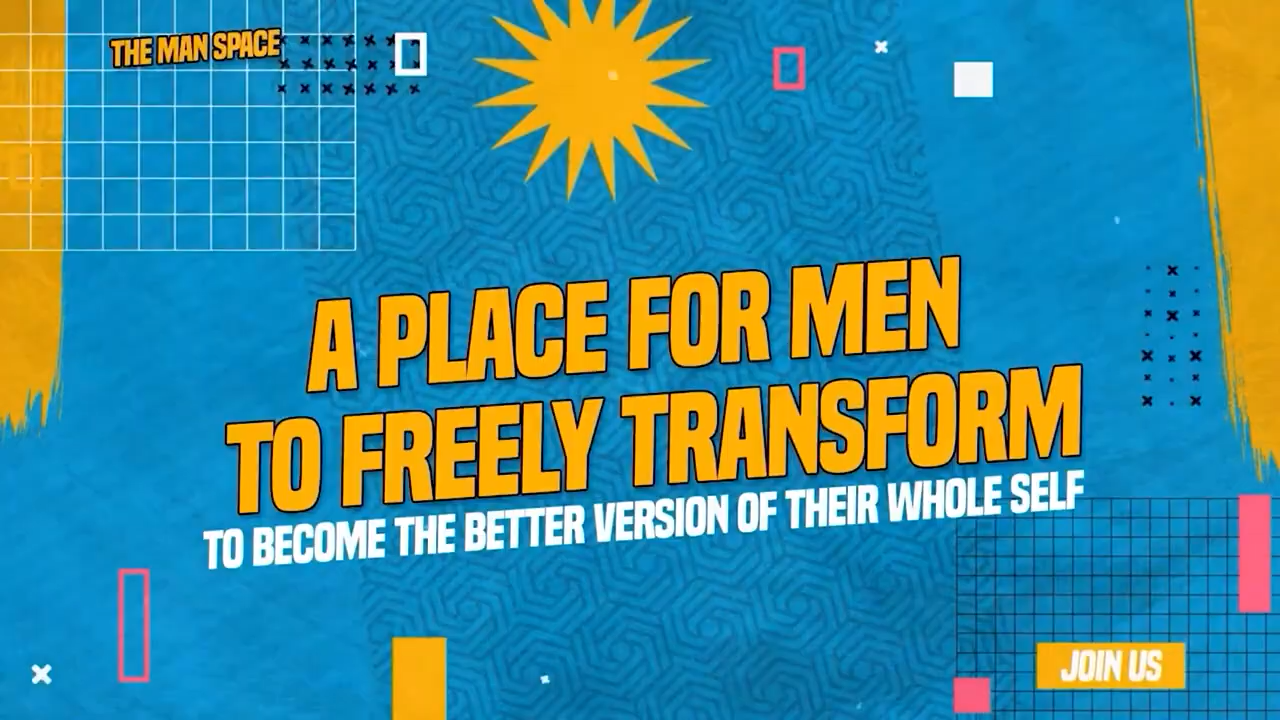 THE MAN SPACE
A PLACE FOR MEN
TO FREELY TRANSFORM
TO BECOME THE BETTER VERSION OF THEIR WHOLE SELF
JOIN US